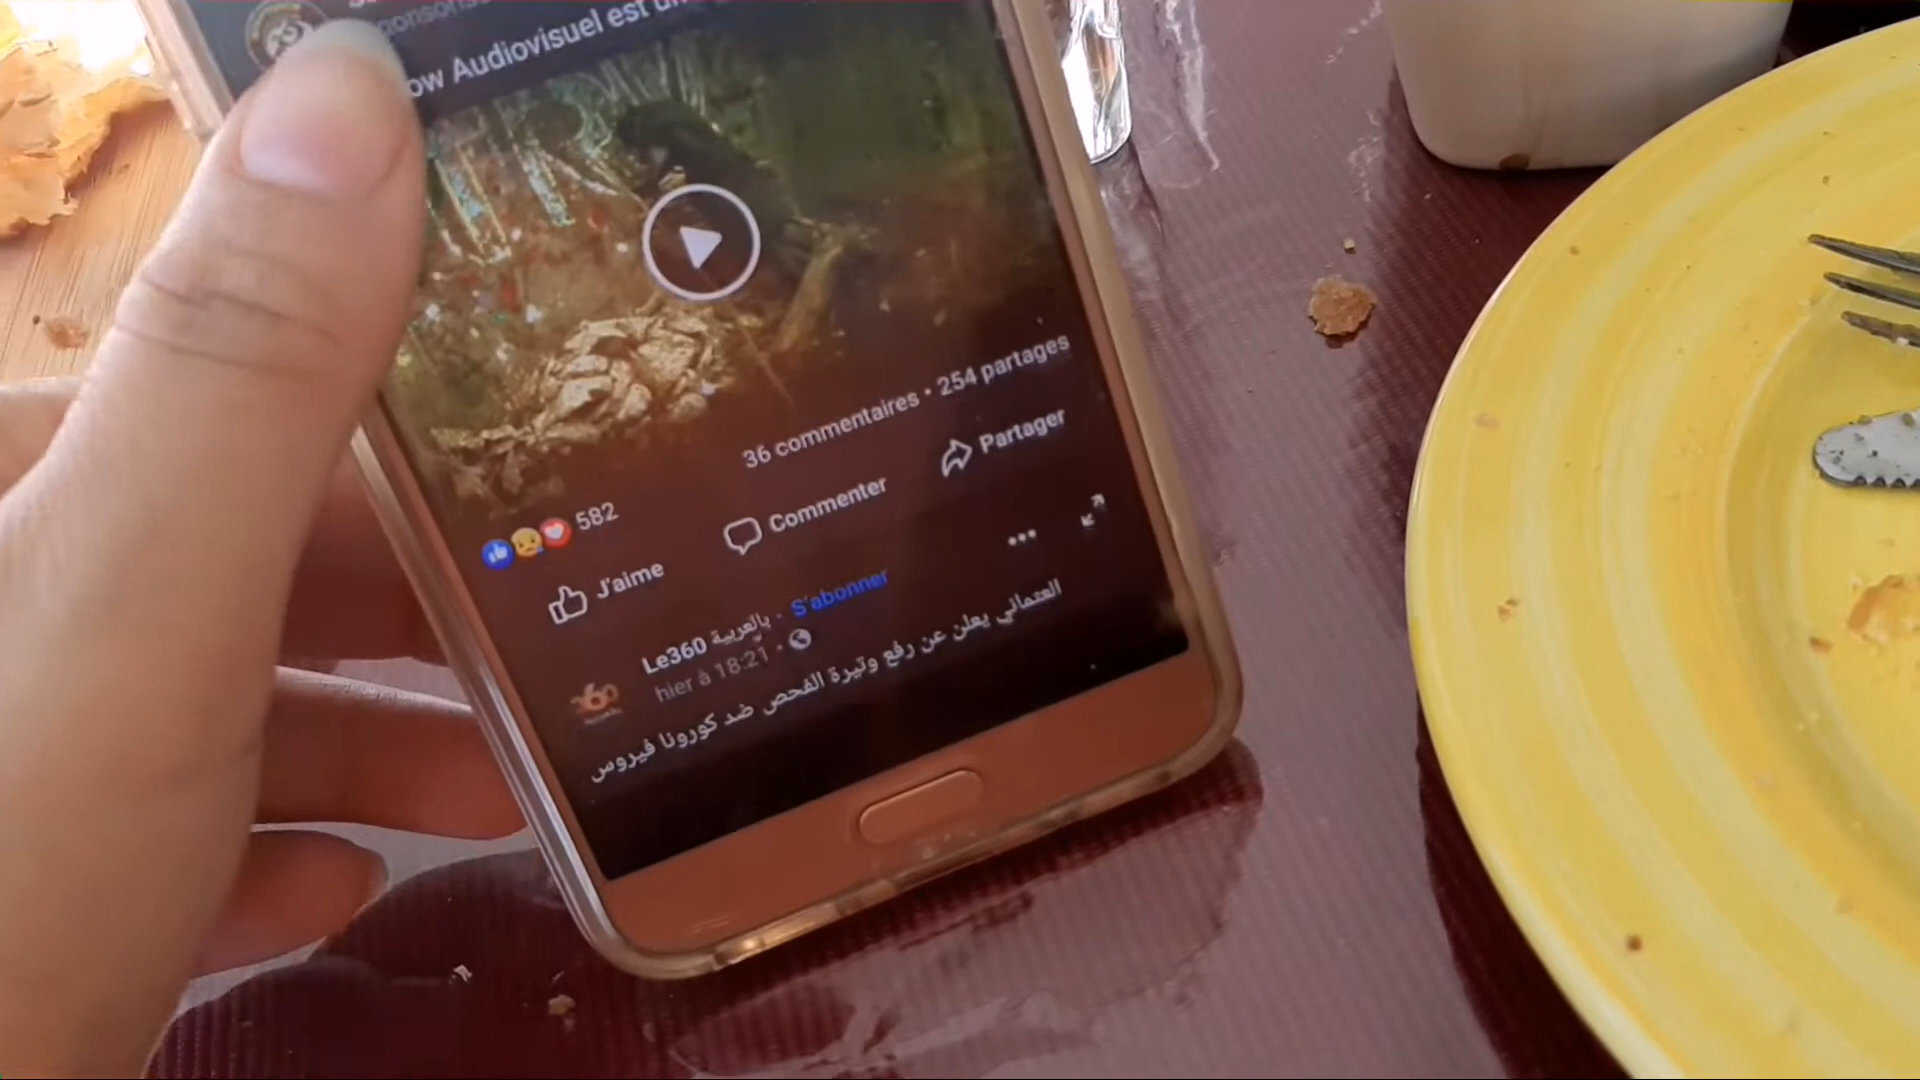 ow Audiovisuel est
36 commentaires • 254 partages
582
J'aime
Commenter
Partager
Le360 بالعربية · S'abonner
hier à 18:21 ·
العثماني يعلن عن رفع وتيرة الفحص ضد كورونا فيروس
360